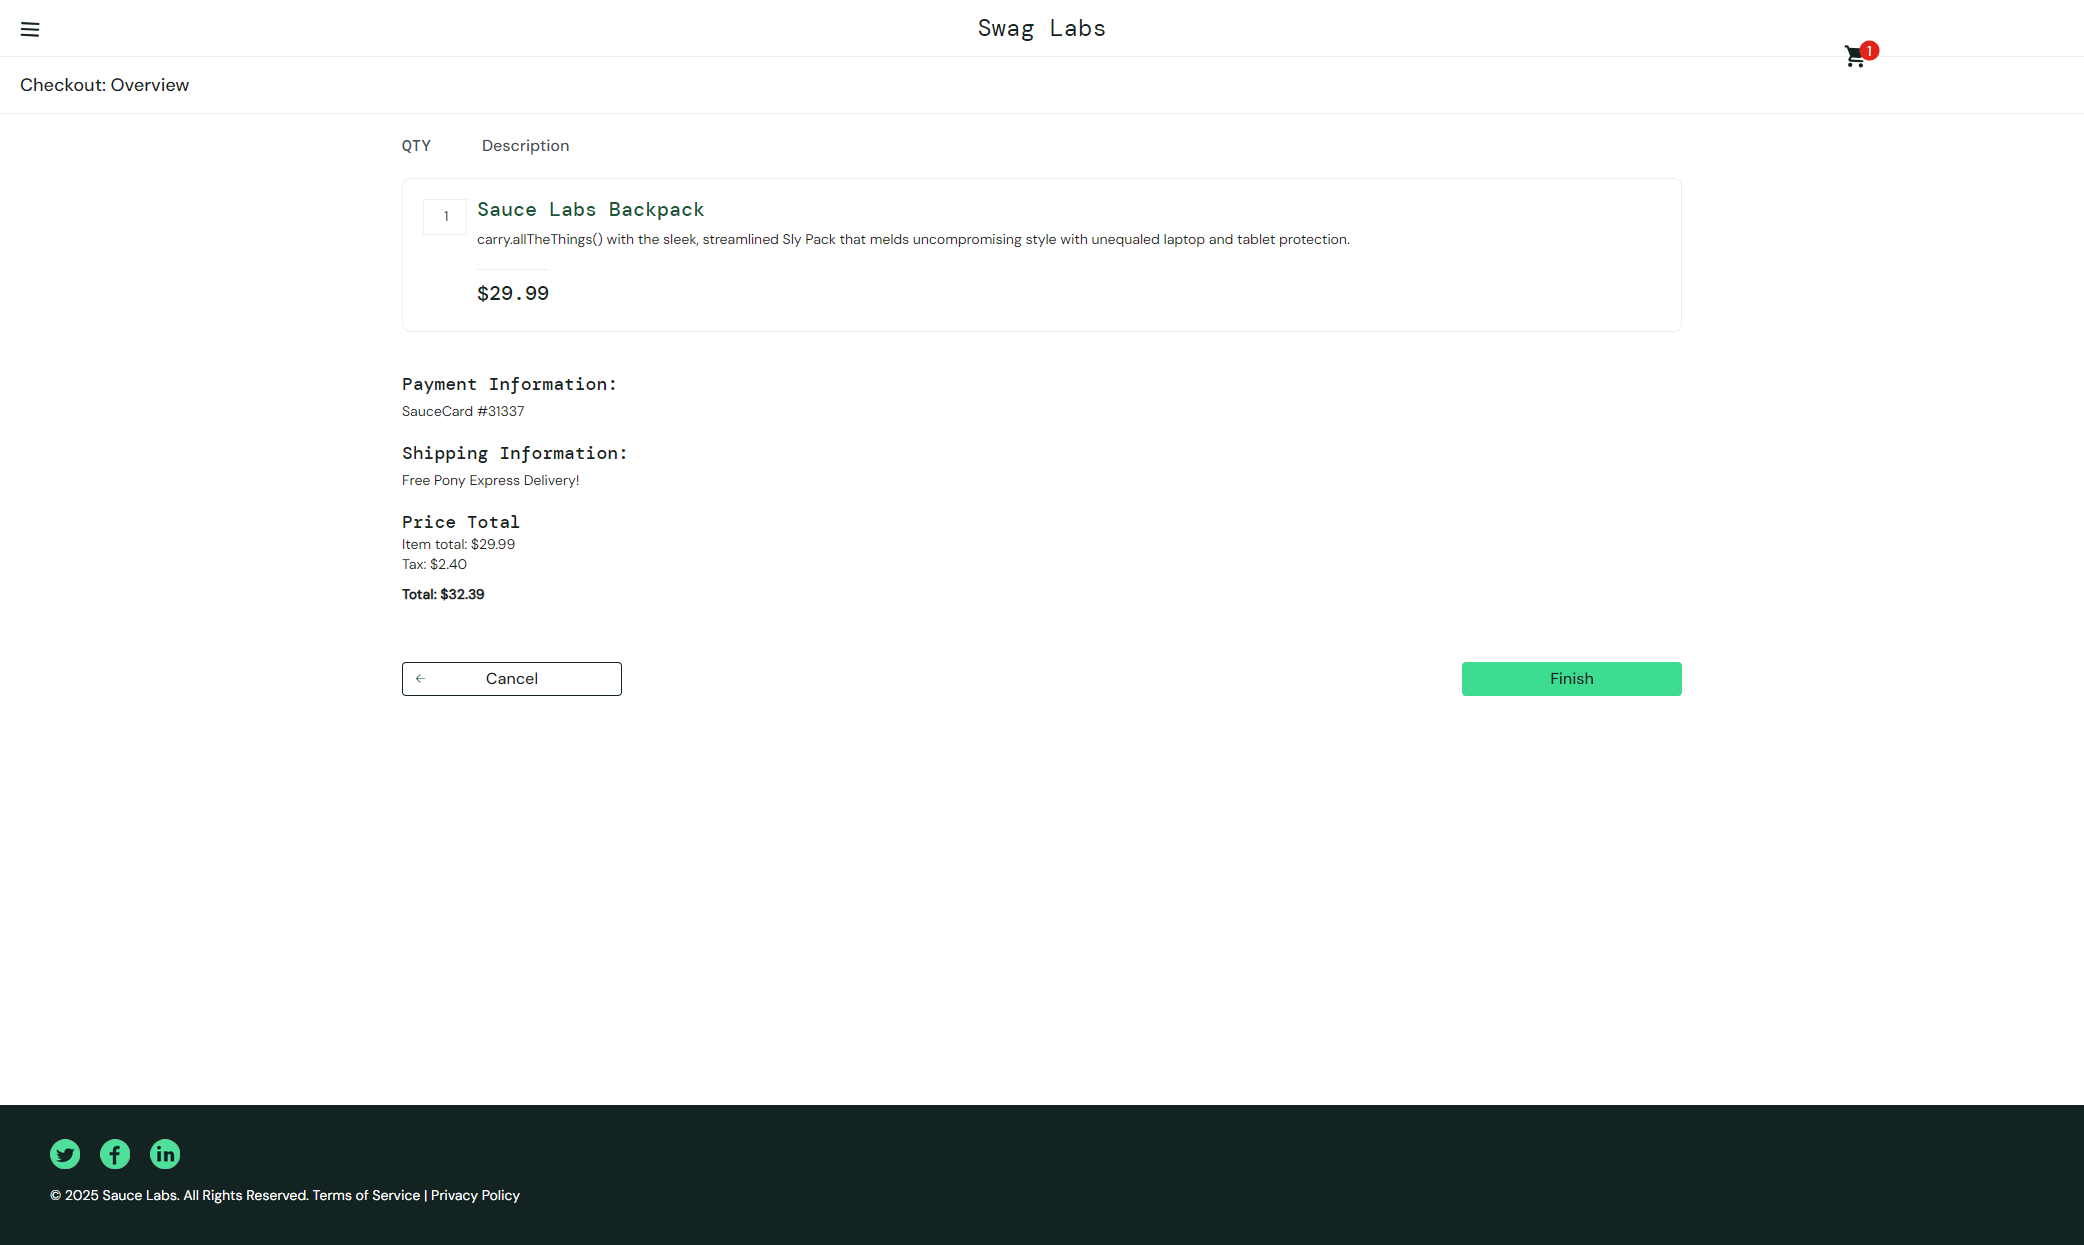 Swag Labs
1
Checkout: Overview
QTY Description
1
Sauce Labs Backpack
carry.allTheThings() with the sleek, streamlined Sly Pack that melds uncompromising style with unequaled laptop and tablet protection.
$29.99
Payment Information:
SauceCard #31337
Shipping Information:
Free Pony Express Delivery!
Price Total
Item total: $29.99
Tax: $2.40
Total: $32.39
Cancel
Finish
© 2025 Sauce Labs. All Rights Reserved. Terms of Service | Privacy Policy